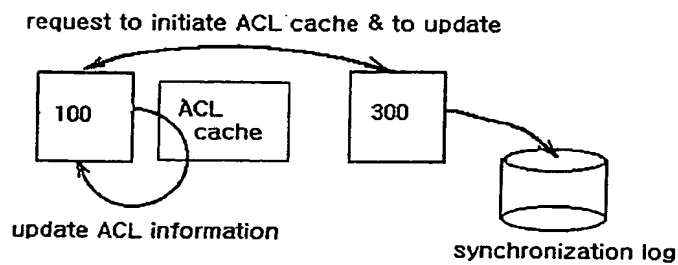 request to initiate ACL cache & to update
100
ACL
cache
300
update ACL information
synchronization log